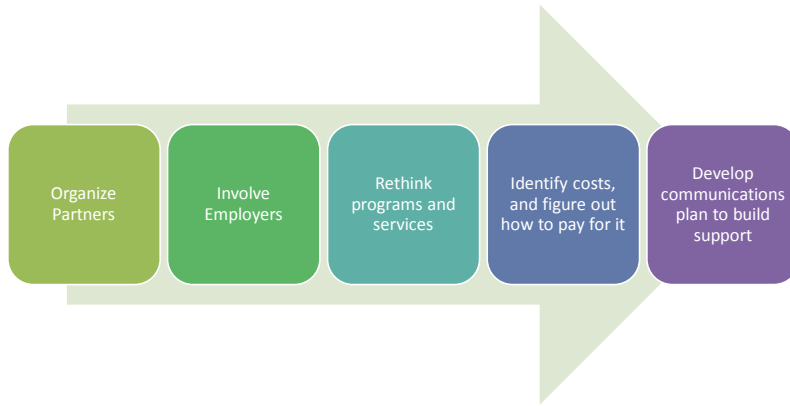 Organize
Partners
Involve
Employers
Rethink
programs and
services
Identify costs,
and figure out
how to pay for it
Develop
communications
plan to build
support